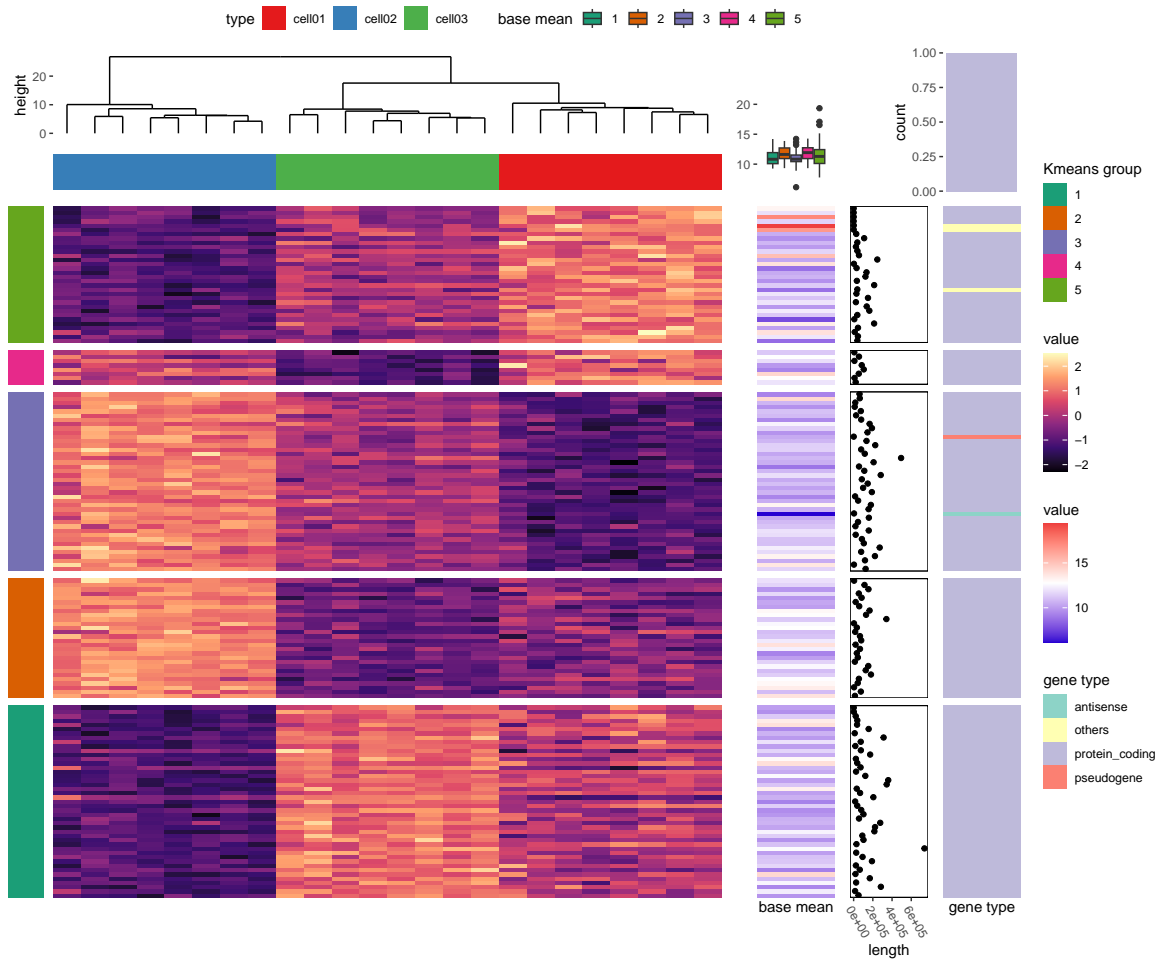 type cell01 cell02 cell03 base mean 1 2 3 4 5
height
20
10
0
20
15
10
count
1.00
0.75
0.50
0.25
0.00
Kmeans group
1
2
3
4
5
value
2
1
0
−1
−2
value
15
10
gene type
antisense
others
protein_coding
pseudogene
base mean
0e+00
2e+05
4e+05
6e+05
length
gene type